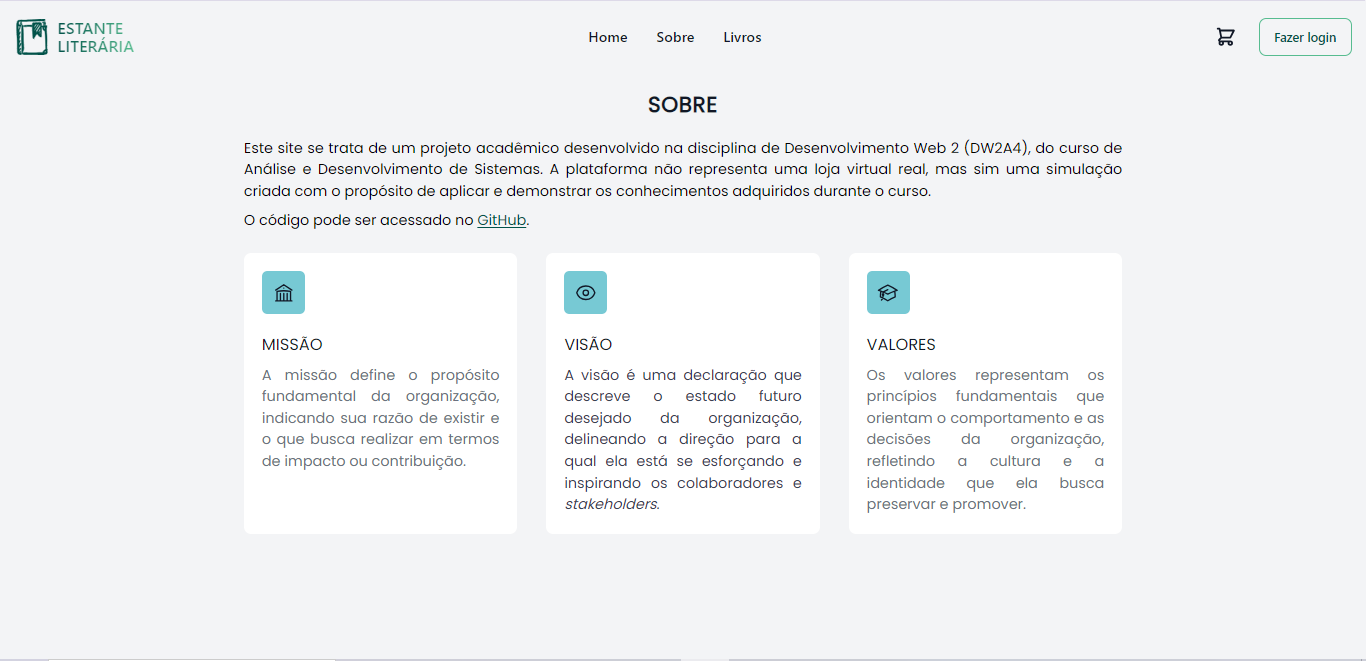 ESTANTE
LITERÁRIA
Home Sobre Livros
Fazer login
SOBRE
Este site se trata de um projeto acadêmico desenvolvido na disciplina de Desenvolvimento Web 2 (DW2A4), do curso de
Análise e Desenvolvimento de Sistemas. A plataforma não representa uma loja virtual real, mas sim uma simulação
criada com o propósito de aplicar e demonstrar os conhecimentos adquiridos durante o curso.
O código pode ser acessado no GitHub.
MISSÃO
A missão define o propósito
fundamental da organização,
indicando sua razão de existir e
o que busca realizar em termos
de impacto ou contribuição.
VISÃO
A visão é uma declaração que
descreve o estado futuro
desejado da organização,
delineando a direção para a
qual ela está se esforçando e
inspirando os colaboradores e
stakeholders.
VALORES
Os valores representam os
princípios fundamentais que
orientam o comportamento e as
decisões da organização,
refletindo a cultura e a
identidade que ela busca
preservar e promover.